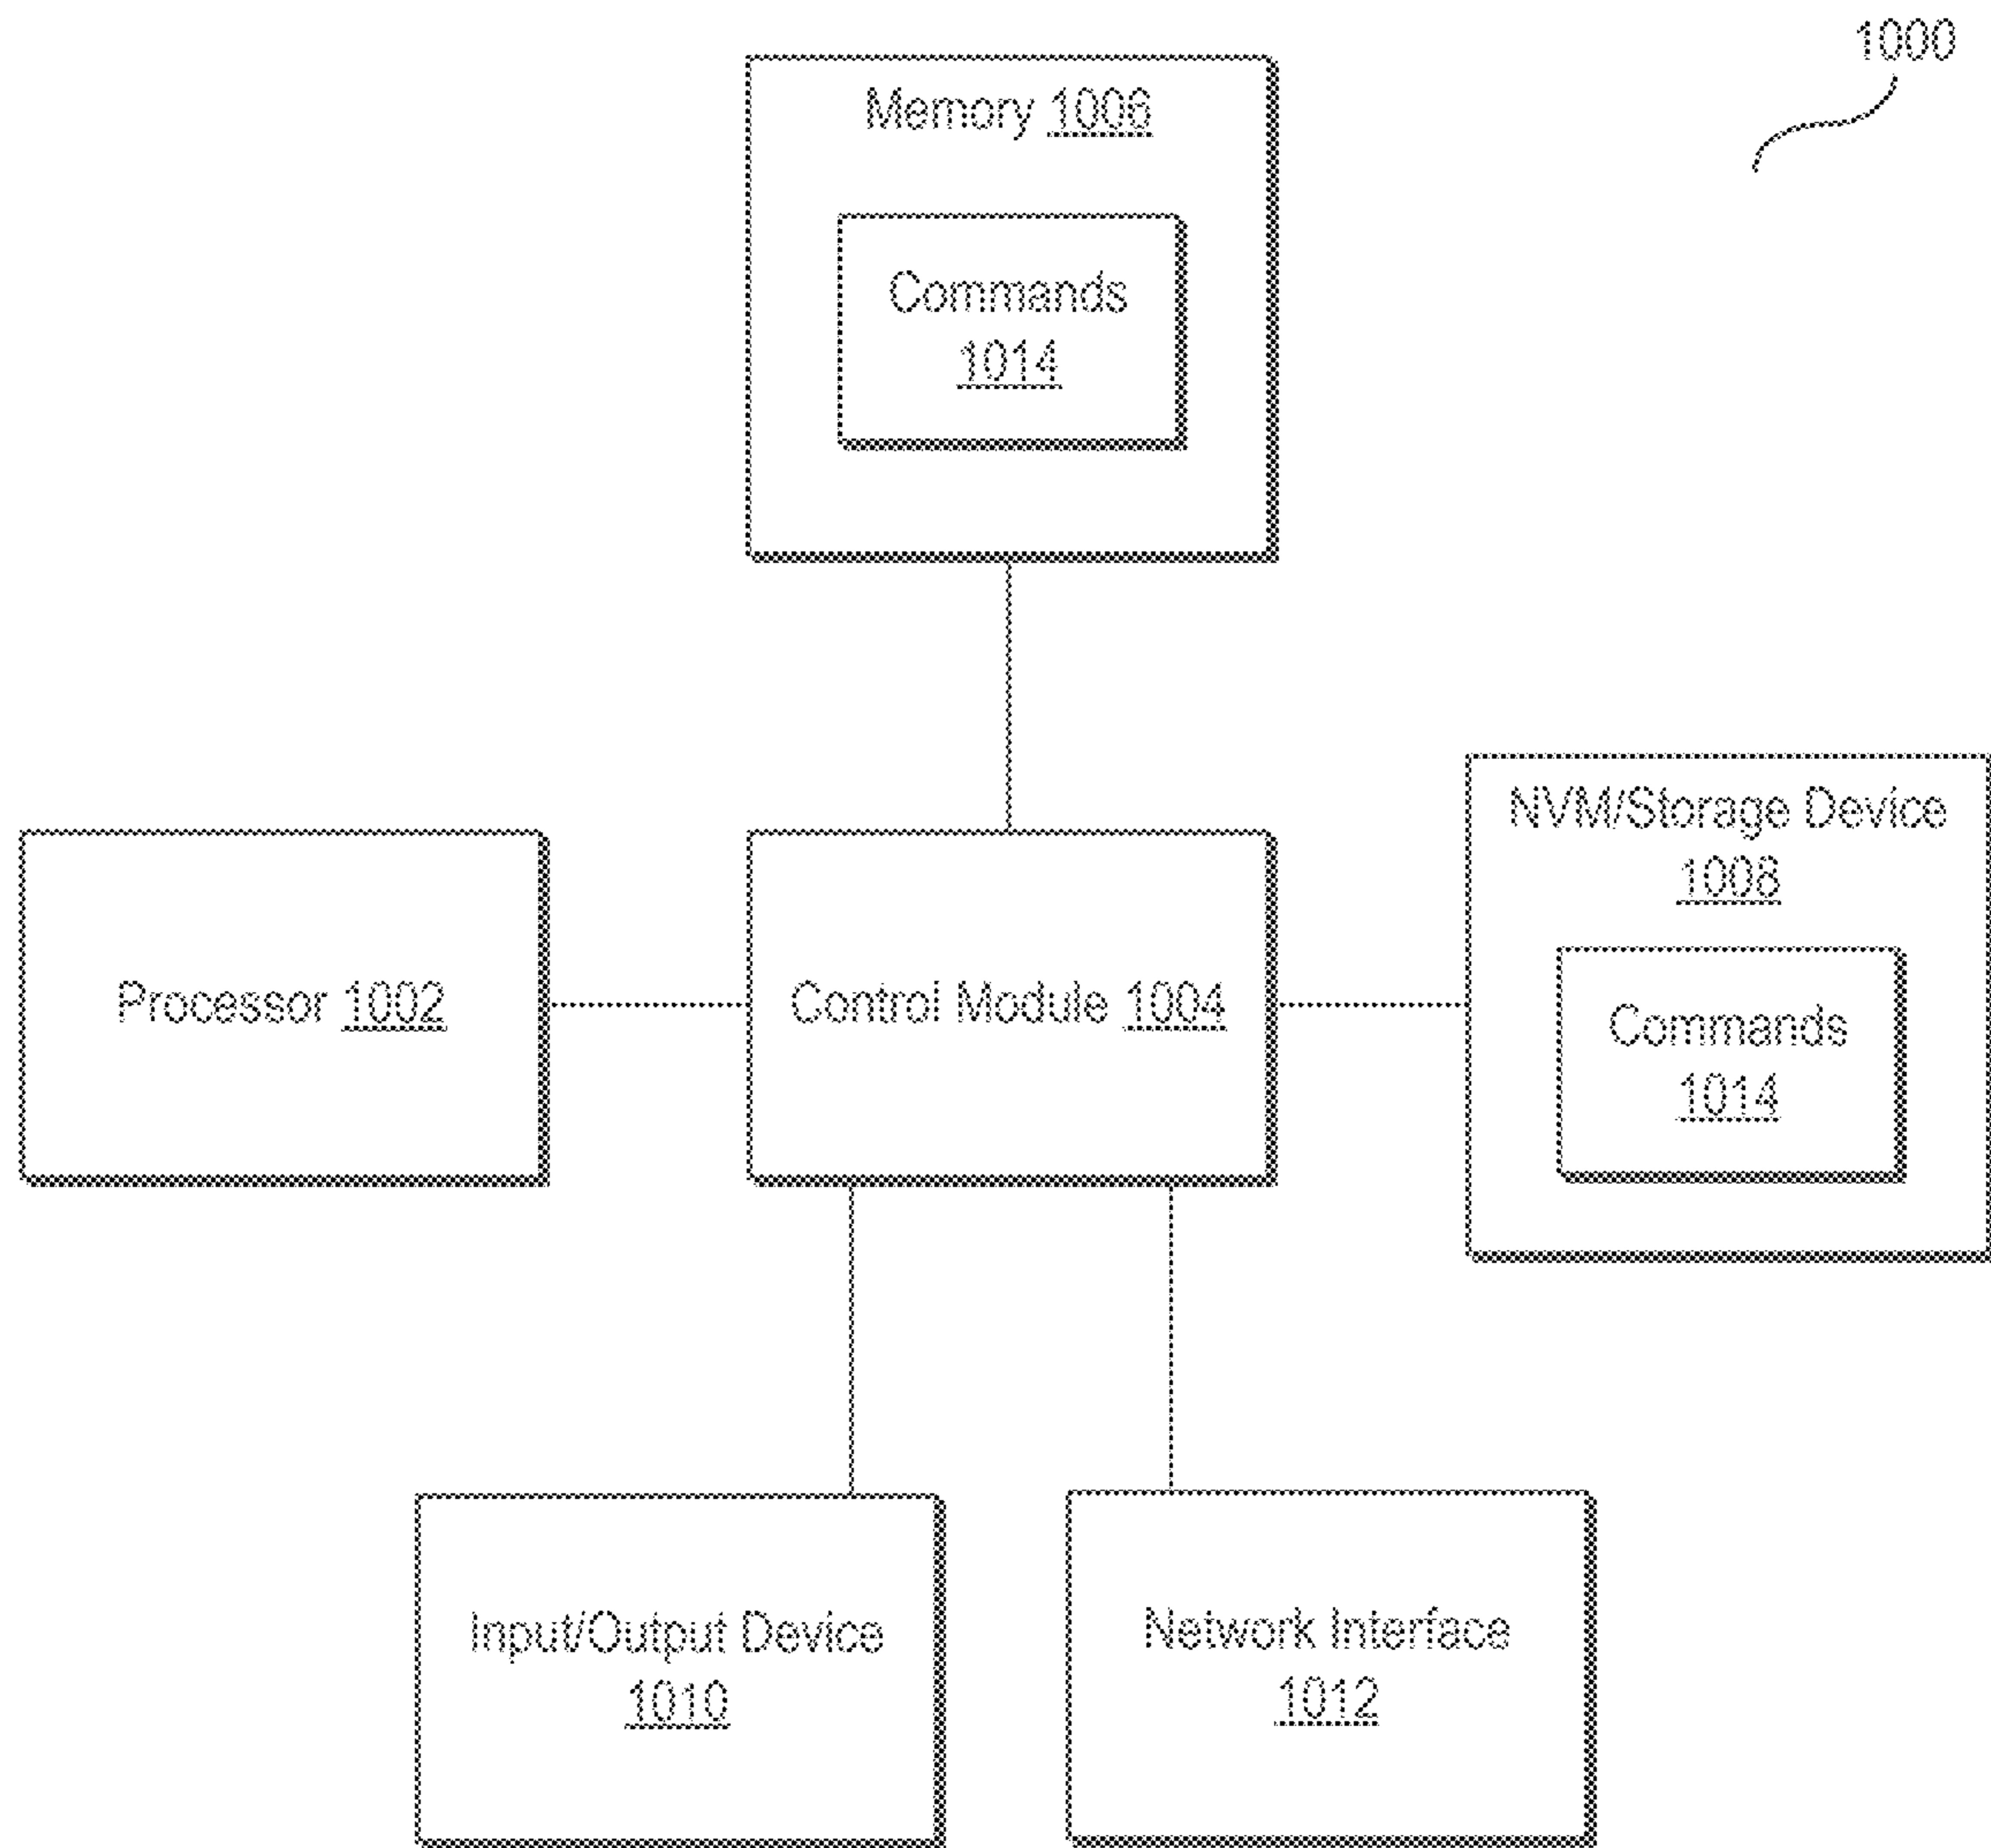 1000
Memory 1006
Commands
1014
NVM/Storage Device
1008
Commands
1014
Processor 1002
Control Module 1004
Input/Output Device
1010
Network Interface
1012